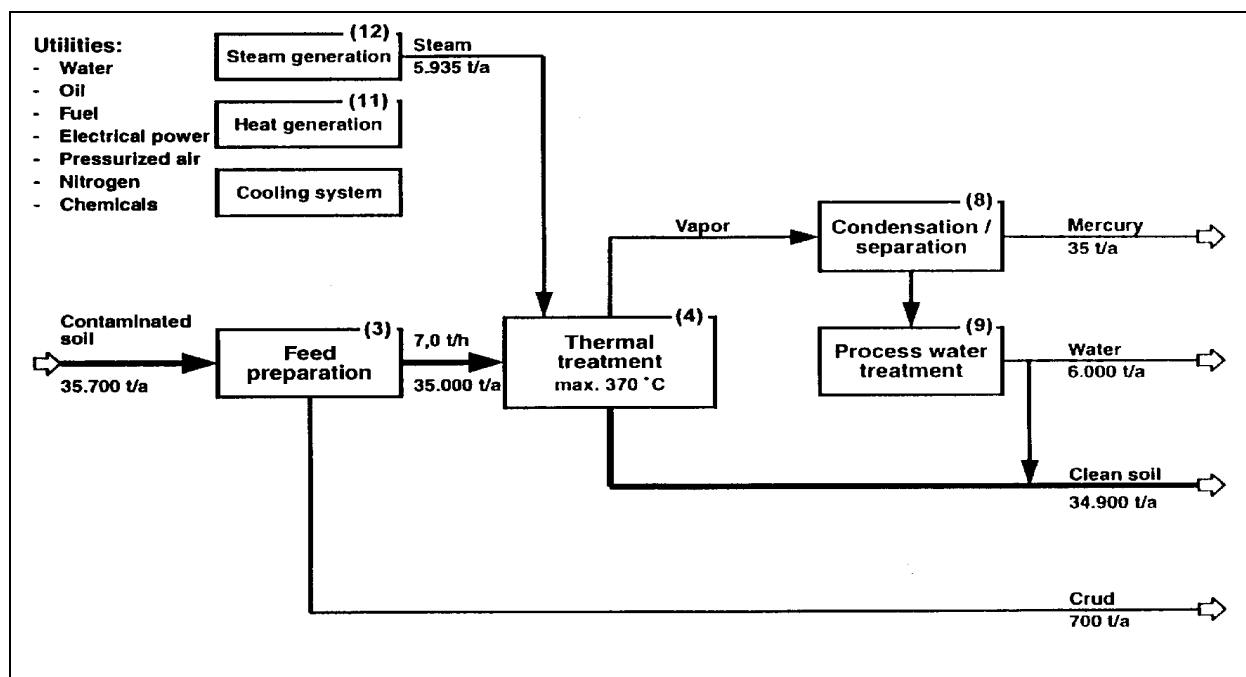 Utilities:
- Water
- Oil
- Fuel
- Electrical power
- Pressurized air
- Nitrogen
- Chemicals
(12)
Steam generation
Steam
5.935 t/a
(11)
Heat generation
Cooling system
Vapor
(8)
Condensation /
separation
Mercury
35 t/a
Contaminated
soil
35.700 t/a
(3)
Feed
preparation
7,0 t/h
35.000 t/a
(4)
Thermal
treatment
max. 370 °C
(9)
Process water
treatment
Water
6.000 t/a
Clean soil
34.900 t/a
Crud
700 t/a